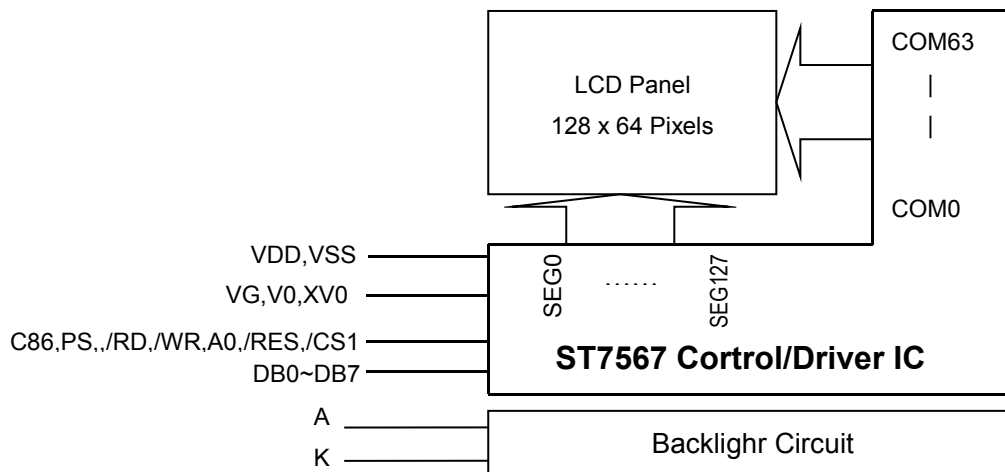 COM63
LCD Panel
128 x 64 Pixels
|
|
COM0
VDD,VSS
VG,V0,XV0
C86,PS,,/RD,/WR,A0,/RES,/CS1
DB0~DB7
SEG0
......
SEG127
ST7567 Cortrol/Driver IC
A
K
Backlighr Circuit